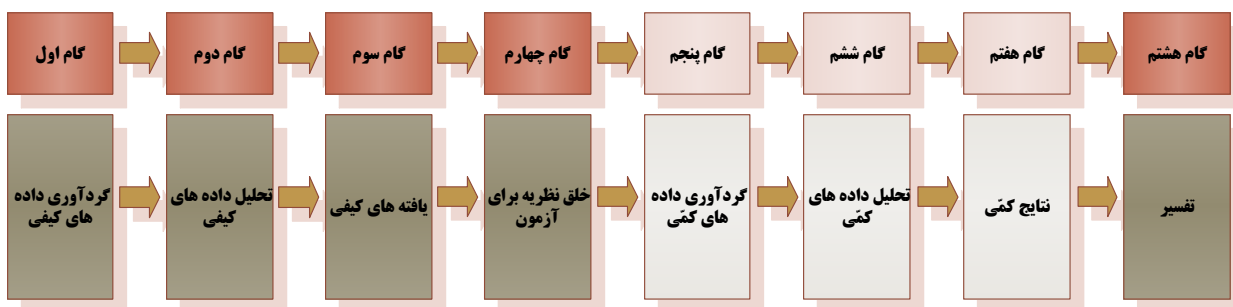 گام اول
گام دوم
گام سوم
گام چهارم
گام پنجم
گام ششم
گام هفتم
گام هشتم
گردآوری داده
های کیفی
تحلیل داده های
کیفی
یافته های کیفی
خلق نظریه برای
آزمون
گردآوری داده
های کمّی
تحلیل داده های
کمّی
نتایج کمّی
تفسیر